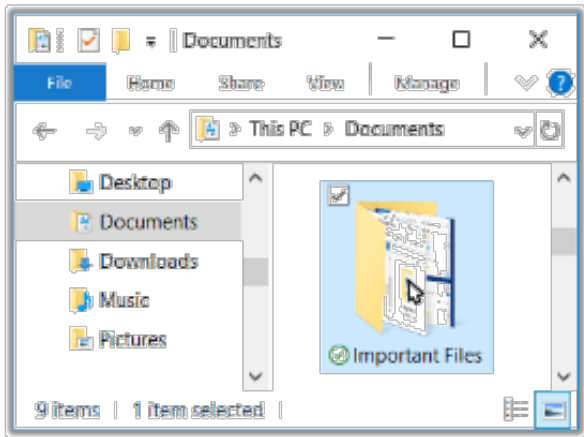 Documents
File Home Share View Manage ?
This PC Documents
Desktop
Documents
Downloads
Music
Pictures
Important Files
9 items | 1 item selected |